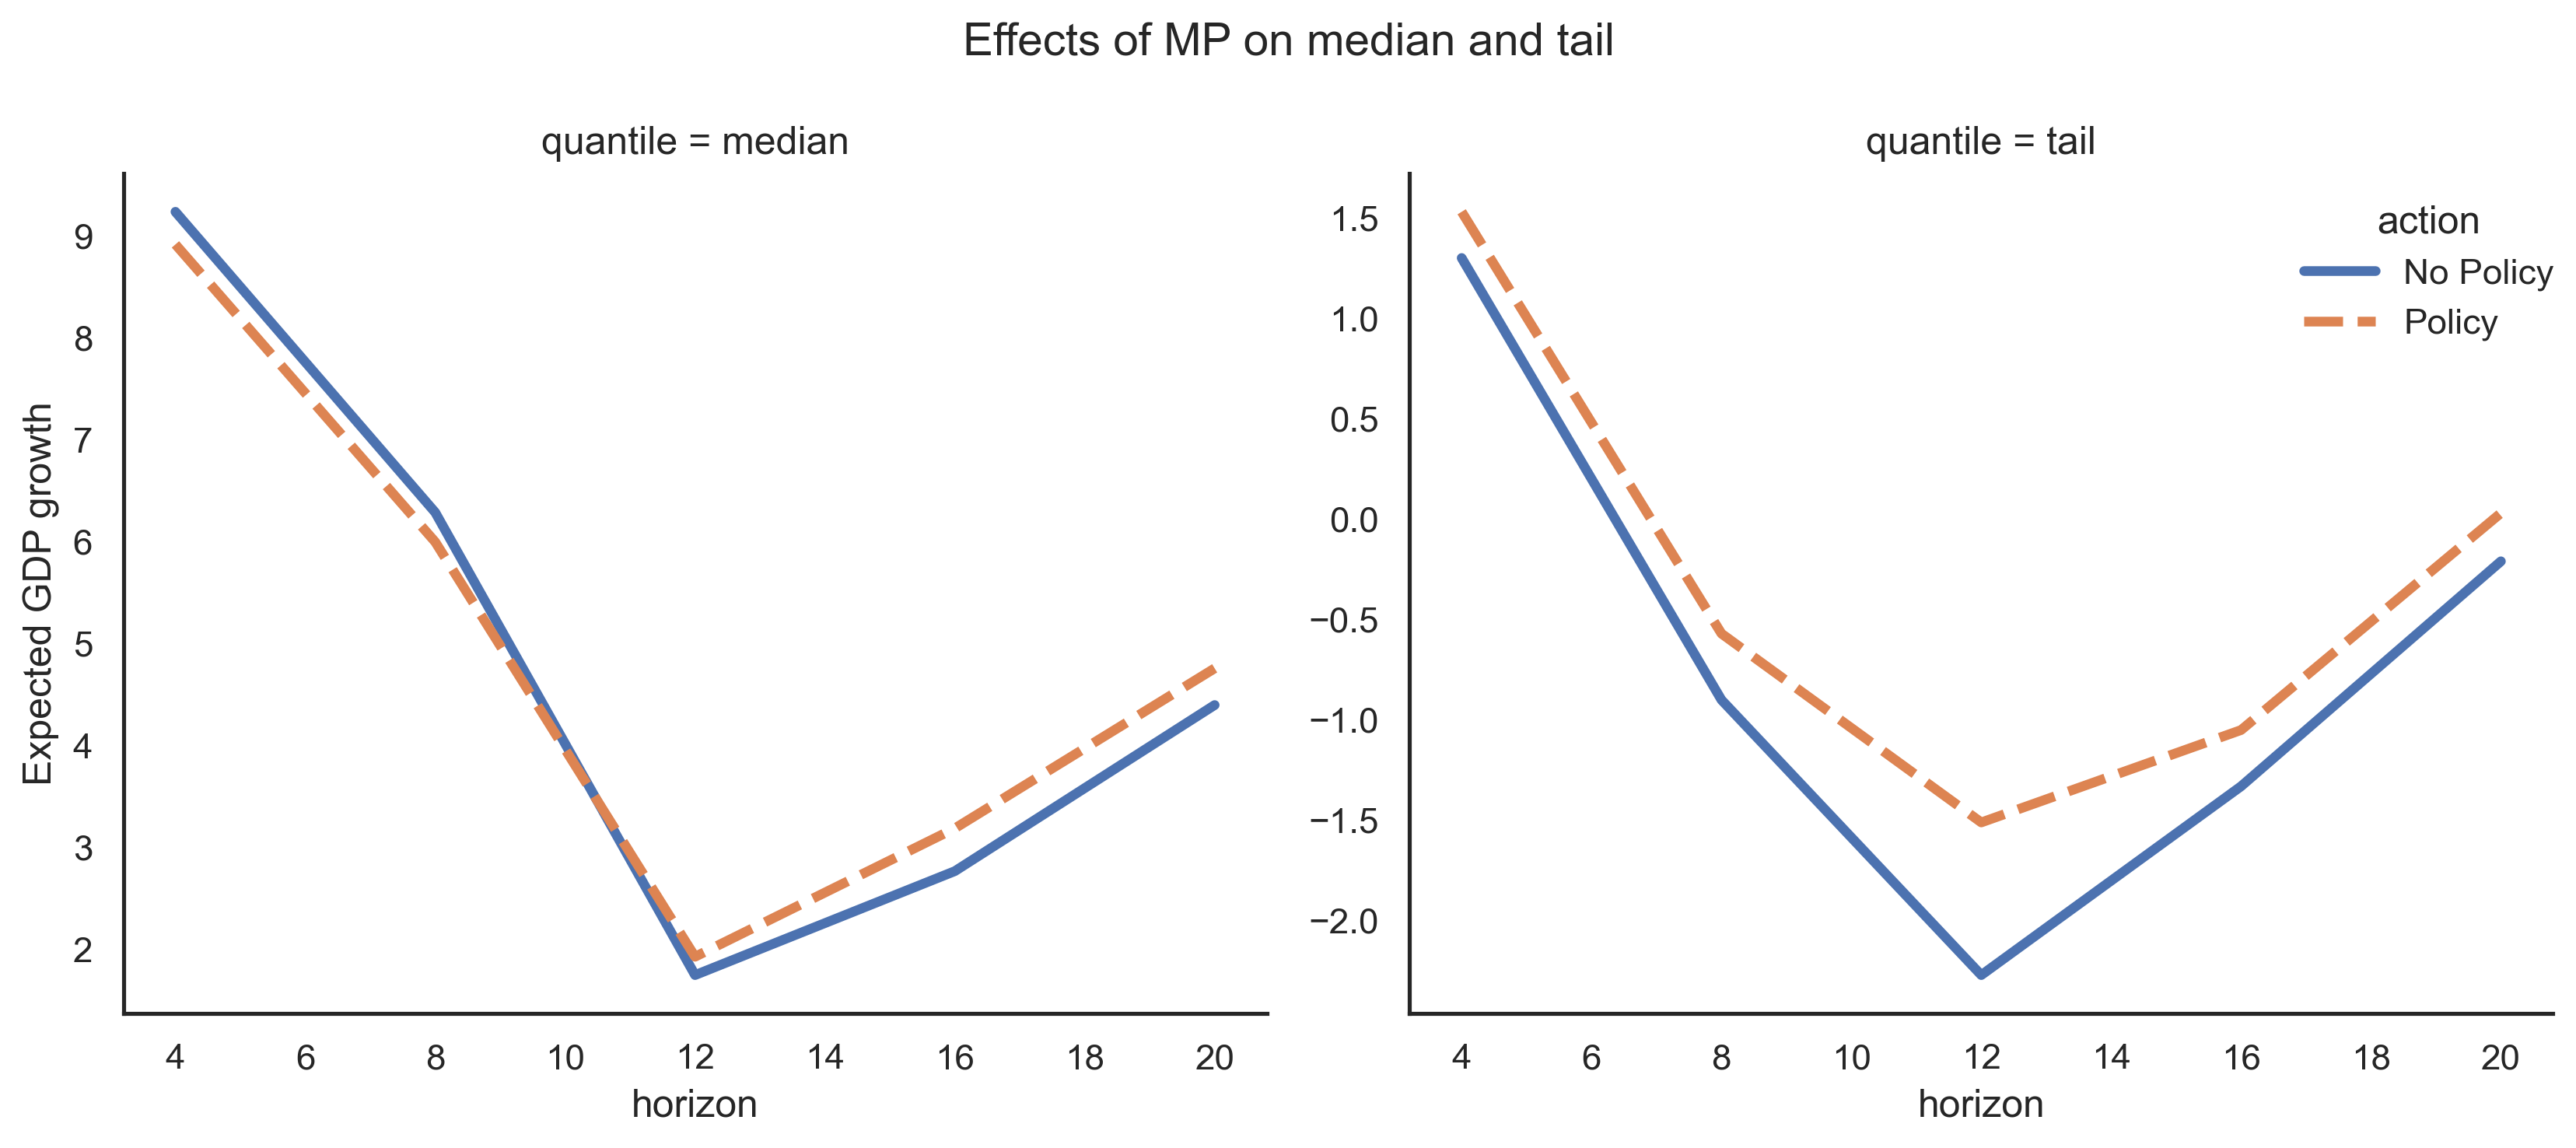 Effects of MP on median and tail
quantile = median
Expected GDP growth
9
8
7
6
5
4
3
2
4 6 8 10 12 14 16 18 20
horizon
quantile = tail
1.5
1.0
0.5
0.0
−0.5
−1.0
−1.5
−2.0
4 6 8 10 12 14 16 18 20
horizon
action
No Policy
Policy